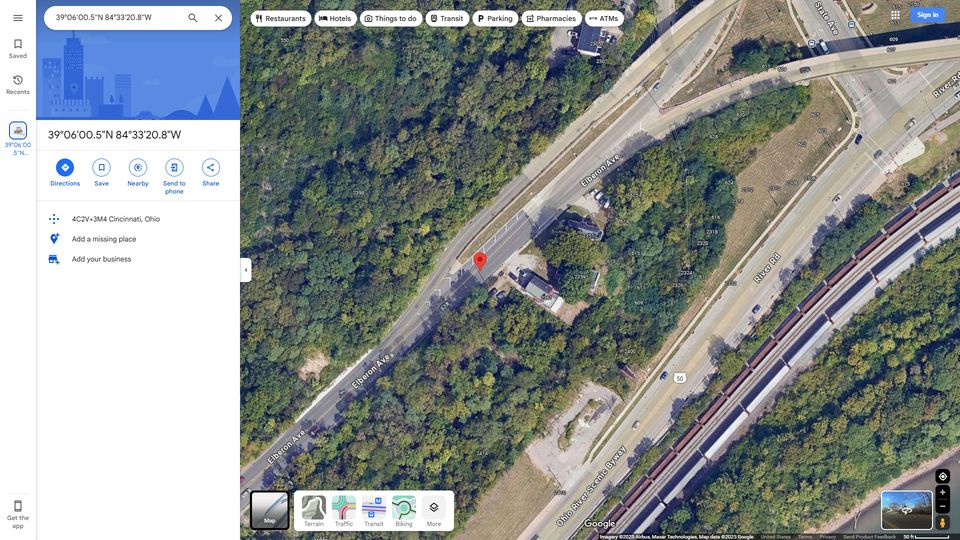 39°06'00.5"N 84°33'20.8"W
Restaurants
Hotels
Things to do
Transit
Parking
Pharmacies
ATMs
Sign in
Saved
Recents
39°06'00
.5"N...
39°06'00.5"N 84°33'20.8"W
Directions
Save
Nearby
Send to
phone
Share
4C2V+3M4 Cincinnati, Ohio
Add a missing place
Add your business
Get the
app
State Ave
River Rd
Elberon Ave
River Rd
Elberon Ave
50
Elberon Ave
Ohio River Scenic Byway
Map
Terrain
Traffic
Transit
Biking
More
Google
Imagery ©2025 Airbus, Maxar Technologies, Map data ©2025 Google
United States
Terms
Privacy
Send Product Feedback
50 ft